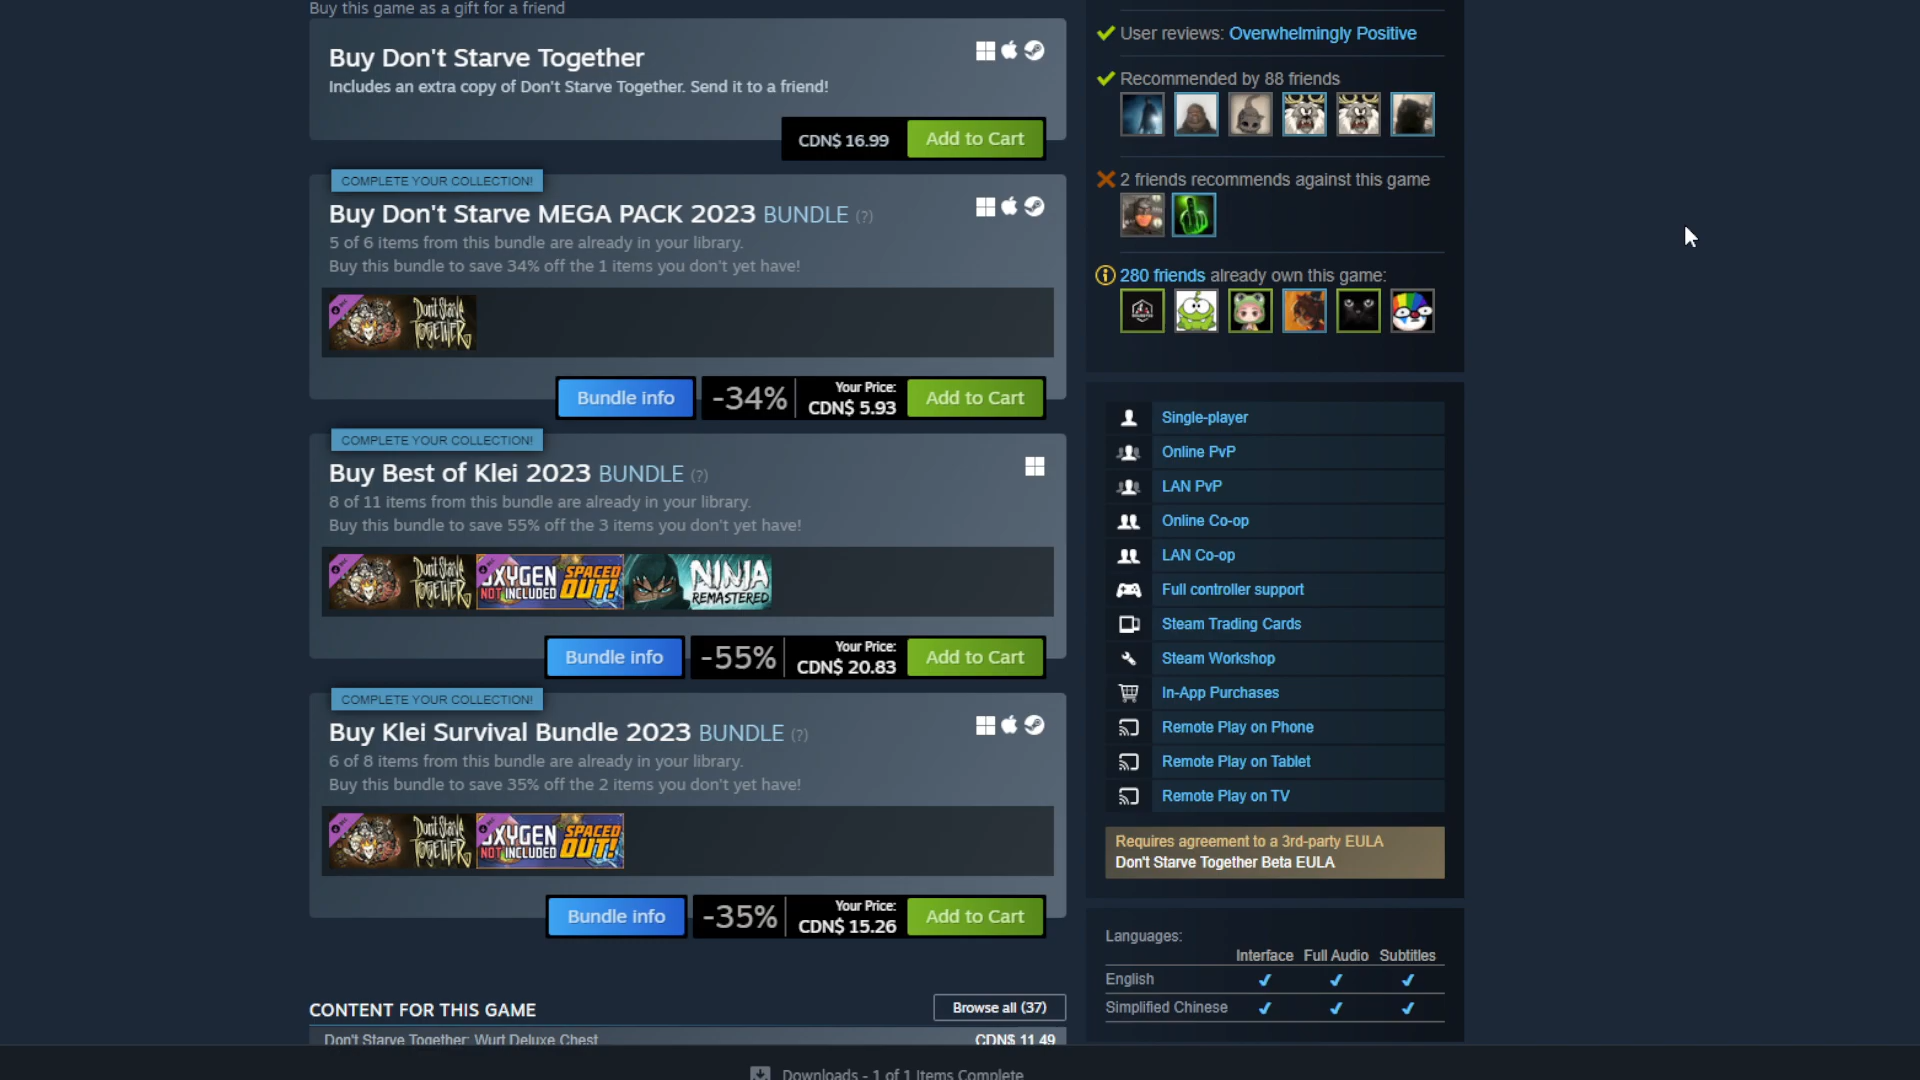 Buy this game as a gift for a friend
Buy Don't Starve Together
Includes an extra copy of Don't Starve Together. Send it to a friend!
CDN$ 16.99
Add to Cart
COMPLETE YOUR COLLECTION!
Buy Don't Starve MEGA PACK 2023 BUNDLE (?)
5 of 6 items from this bundle are already in your library.
Buy this bundle to save 34% off the 1 items you don't yet have!
Don't Starve
TOGETHER
Bundle info
-34%
Your Price:
CDN$ 5.93
Add to Cart
COMPLETE YOUR COLLECTION!
Buy Best of Klei 2023 BUNDLE (?)
8 of 11 items from this bundle are already in your library.
Buy this bundle to save 55% off the 3 items you don't yet have!
Don't Starve
TOGETHER
OXYGEN
NOT INCLUDED
SPACED
OUT!
NINJA
REMASTERED
Bundle info
-55%
Your Price:
CDN$ 20.83
Add to Cart
COMPLETE YOUR COLLECTION!
Buy Klei Survival Bundle 2023 BUNDLE (?)
6 of 8 items from this bundle are already in your library.
Buy this bundle to save 35% off the 2 items you don't yet have!
Don't Starve
TOGETHER
OXYGEN
NOT INCLUDED
SPACED
OUT!
Bundle info
-35%
Your Price:
CDN$ 15.26
Add to Cart
CONTENT FOR THIS GAME
Browse all (37)
Don't Starve Together: Wurt Deluxe Chest
CDN$ 11.49
User reviews: Overwhelmingly Positive
Recommended by 88 friends
2 friends recommends against this game
280 friends already own this game:
Single-player
Online PvP
LAN PvP
Online Co-op
LAN Co-op
Full controller support
Steam Trading Cards
Steam Workshop
In-App Purchases
Remote Play on Phone
Remote Play on Tablet
Remote Play on TV
Requires agreement to a 3rd-party EULA
Don't Starve Together Beta EULA
Languages:
Interface Full Audio Subtitles
English
Simplified Chinese
Downloads - 1 of 1 Items Complete